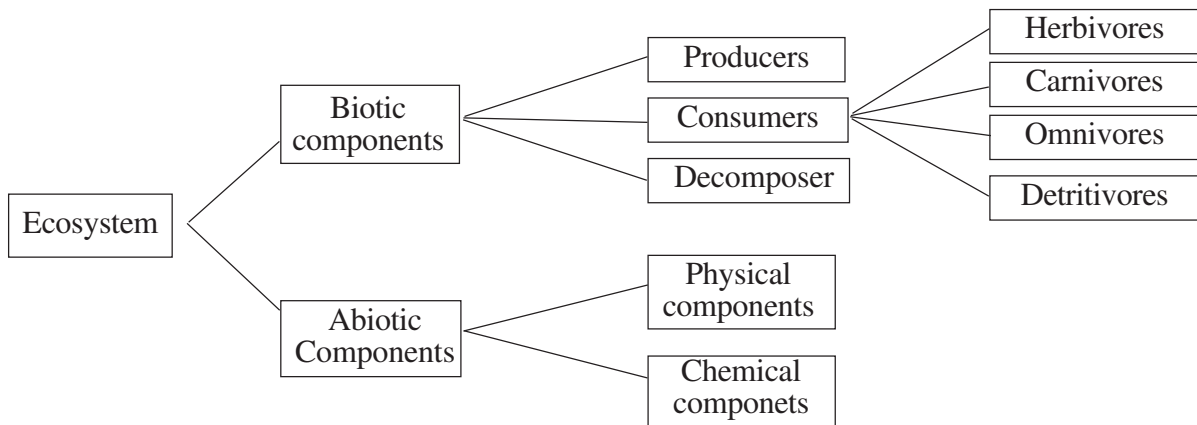 Ecosystem
Biotic
components
Abiotic
Components
Producers
Consumers
Decomposer
Physical
components
Chemical
componets
Herbivores
Carnivores
Omnivores
Detritivores